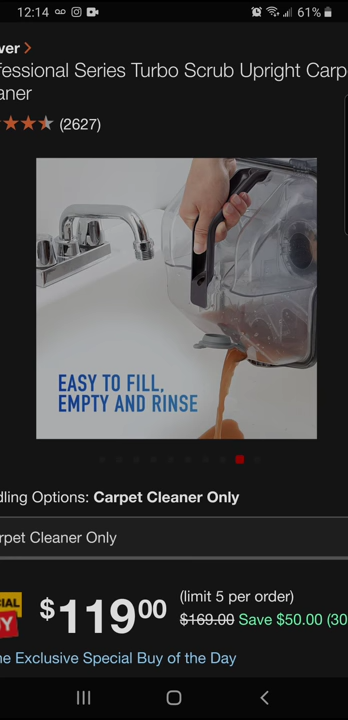 12:14 61%
ver >
fessional Series Turbo Scrub Upright Carp
aner
(2627)
EASY TO FILL,
EMPTY AND RINSE
dling Options: Carpet Cleaner Only
rpet Cleaner Only
CIAL
Y
$119.00
(limit 5 per order)
$169.00 Save $50.00 (30
ne Exclusive Special Buy of the Day